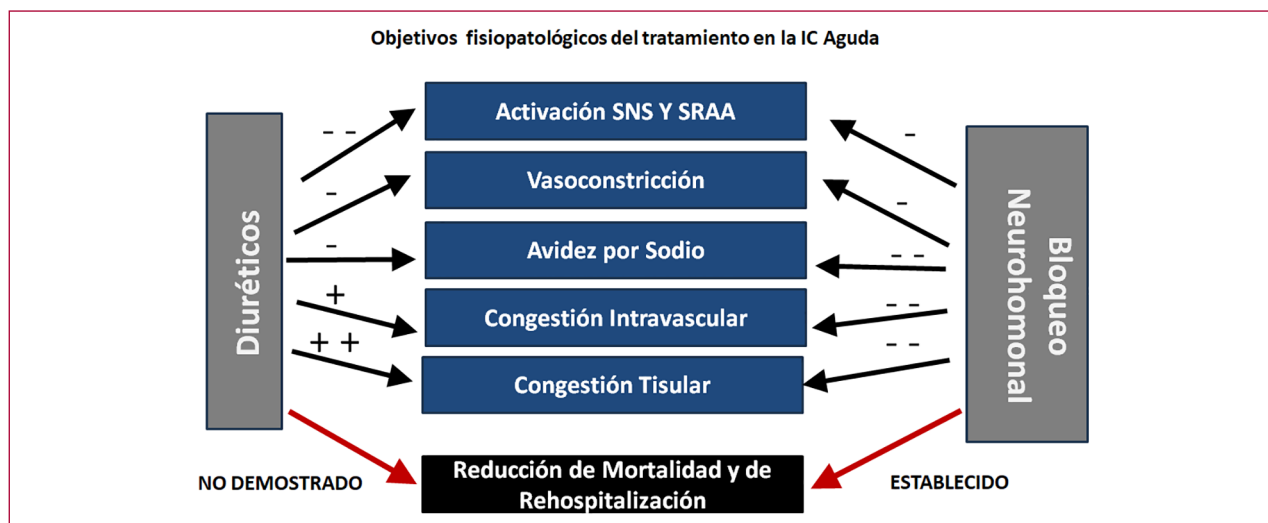 Objetivos fisiopatológicos del tratamiento en la IC Aguda
Diuréticos
- -
-
-
+
+ +
Activación SNS Y SRAA
Vasoconstricción
Avidez por Sodio
Congestión Intravascular
Congestión Tisular
-
-
- -
- -
- -
Bloqueo
Neurohomonal
NO DEMOSTRADO
Reducción de Mortalidad y de
Rehospitalización
ESTABLECIDO